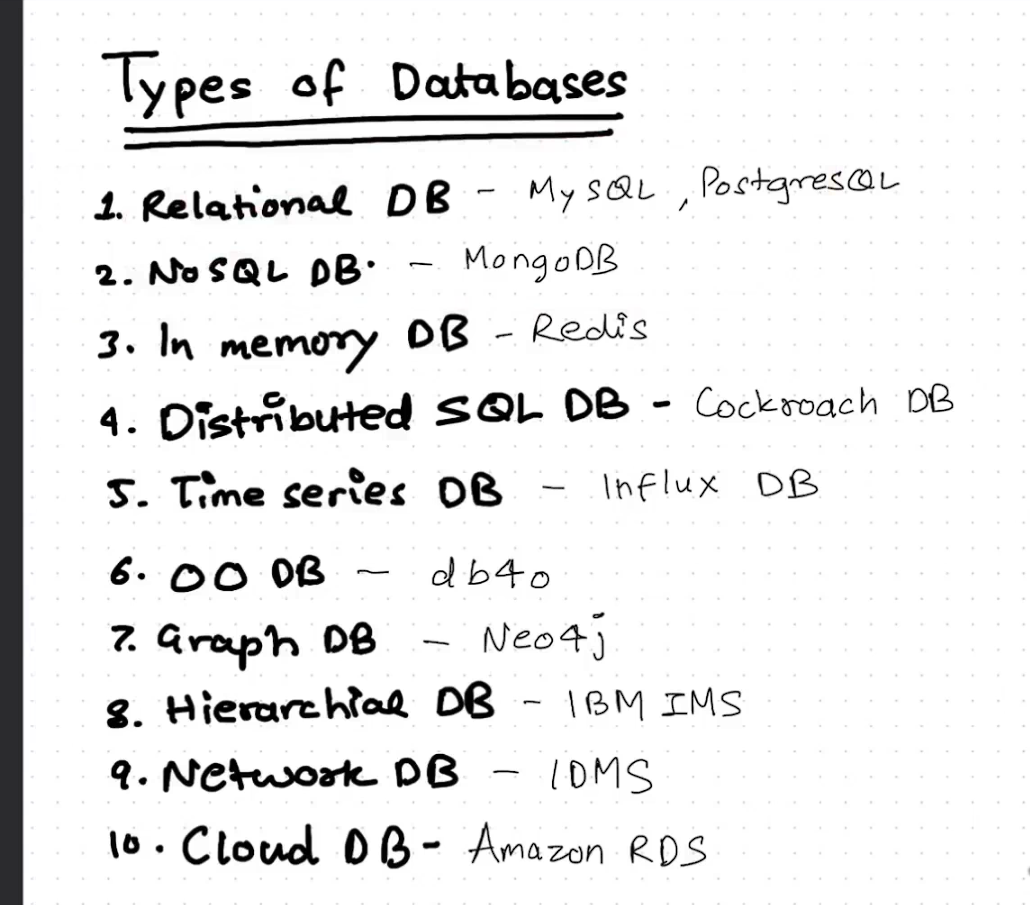 Types of Databases
1. Relational DB - MySQL, PostgresQL
2. NoSQL DB. - MongoDB
3. In memory DB - Redis
4. Distributed SQL DB - Cockroach DB
5. Time series DB - Influx DB
6. OO DB - db4o
7. Graph DB - Neo4j
8. Hierarchial DB - IBM IMS
9. Network DB - IDMS
10. Cloud DB - Amazon RDS